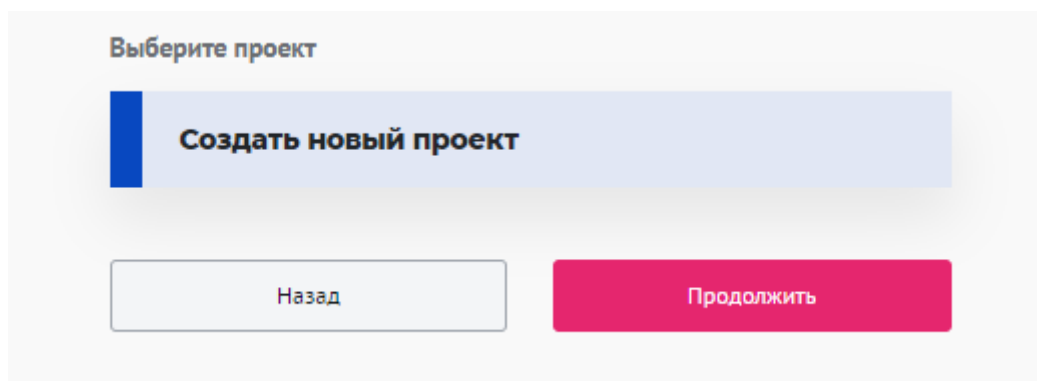 Выберите проект
Создать новый проект
Назад
Продолжить